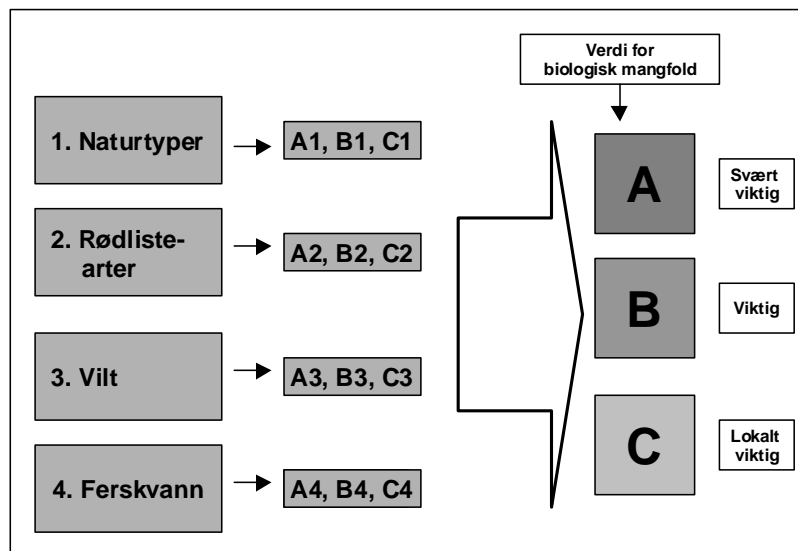 Verdi for
biologisk mangfold
1. Naturtyper
A1, B1, C1
A
Svært
viktig
2. Rødliste-
arter
A2, B2, C2
B
Viktig
3. Vilt
A3, B3, C3
C
Lokalt
viktig
4. Ferskvann
A4, B4, C4